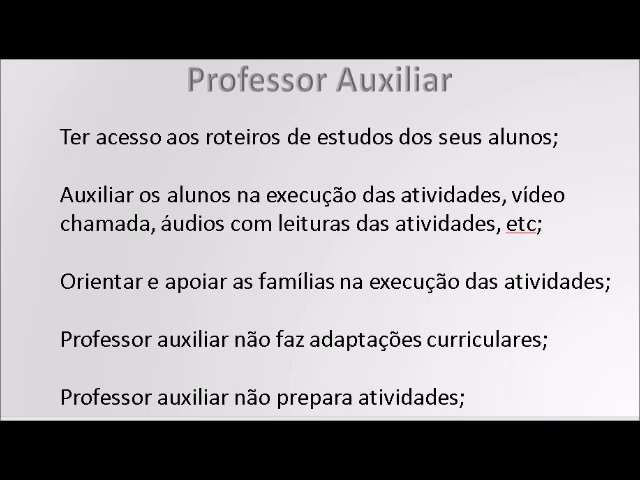 Professor Auxiliar
Ter acesso aos roteiros de estudos dos seus alunos;
Auxiliar os alunos na execução das atividades, vídeo
chamada, áudios com leituras das atividades, etc;
Orientar e apoiar as famílias na execução das atividades;
Professor auxiliar não faz adaptações curriculares;
Professor auxiliar não prepara atividades;